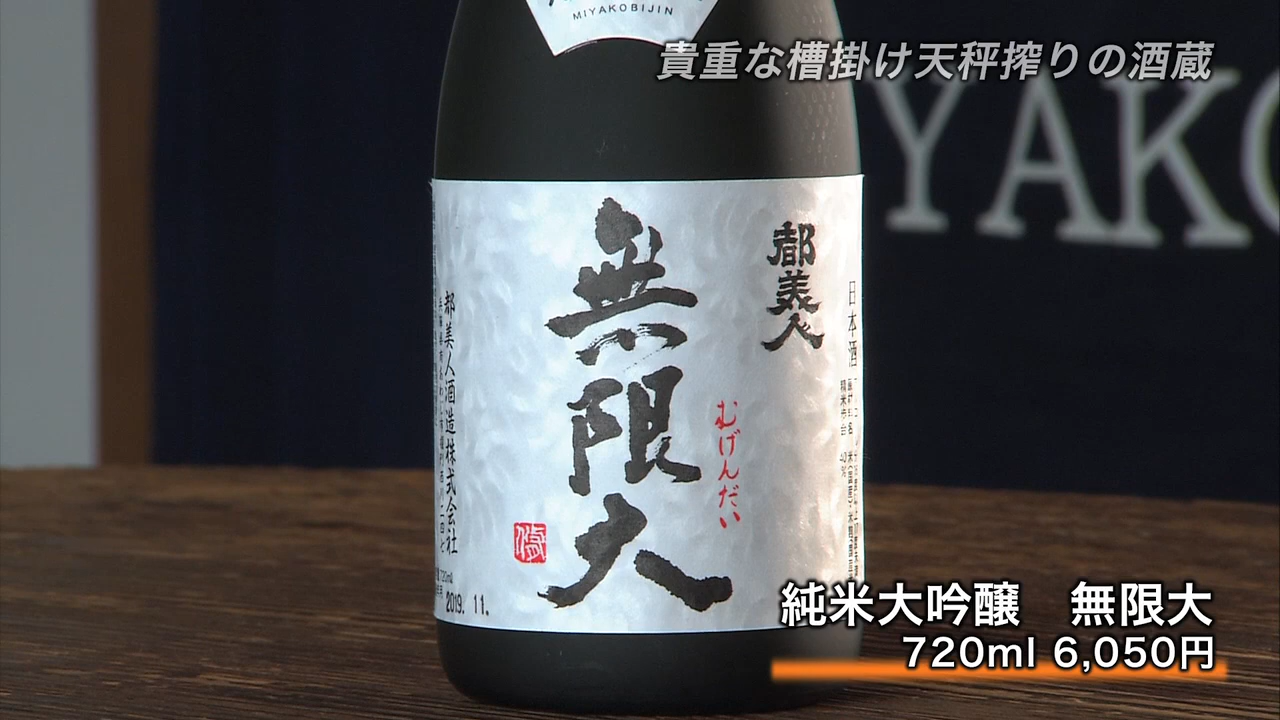 MIYAKOBIJIN
貴重な槽掛け天秤搾りの酒蔵
YAKO
日本酒
都美人
むげんだい
無限大
都美人酒造株式会社
720ml
2019. 11.
純米大吟醸　無限大
720ml 6,050円